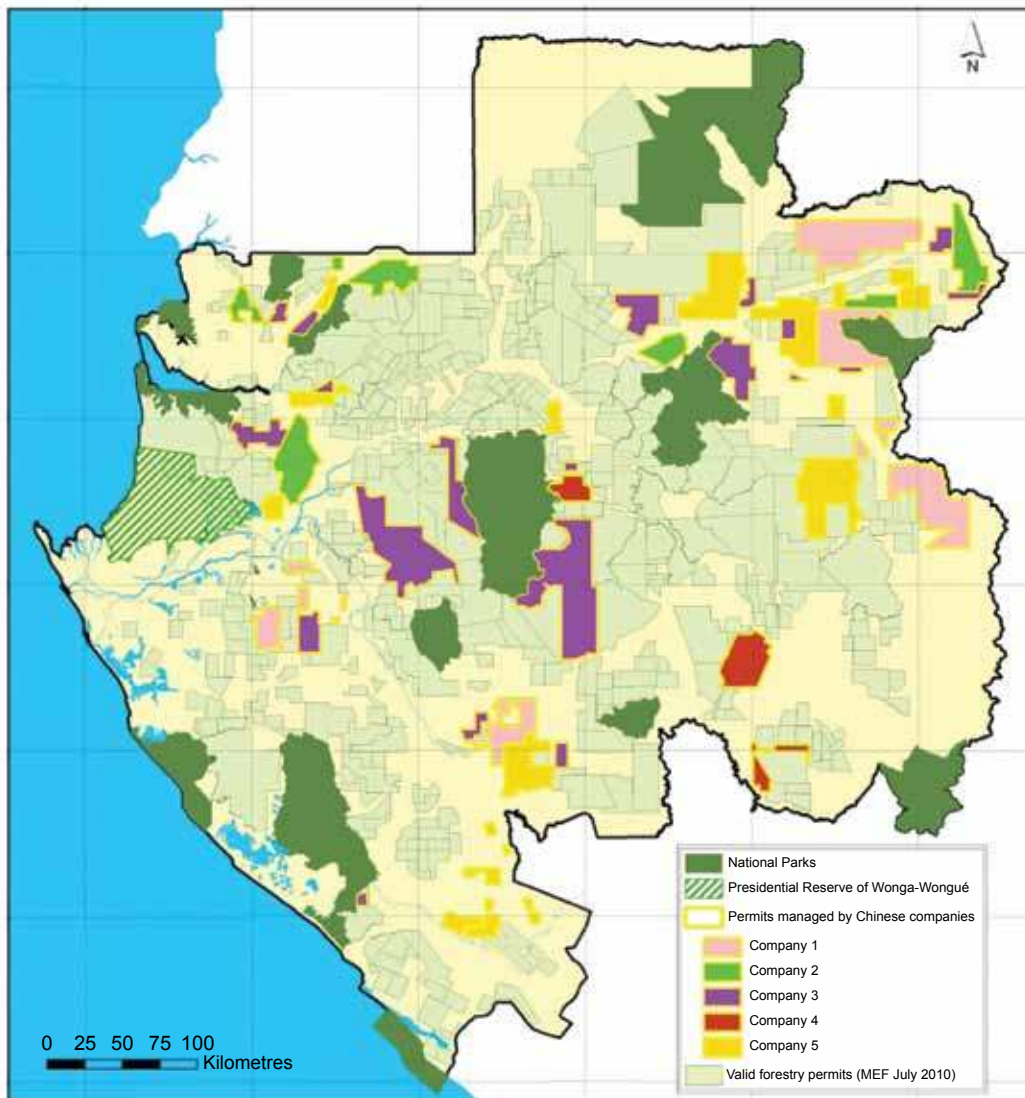 N
National Parks
Presidential Reserve of Wonga-Wongué
Permits managed by Chinese companies
Company 1
Company 2
Company 3
Company 4
Company 5
Valid forestry permits (MEF July 2010)
0 25 50 75 100
Kilometres